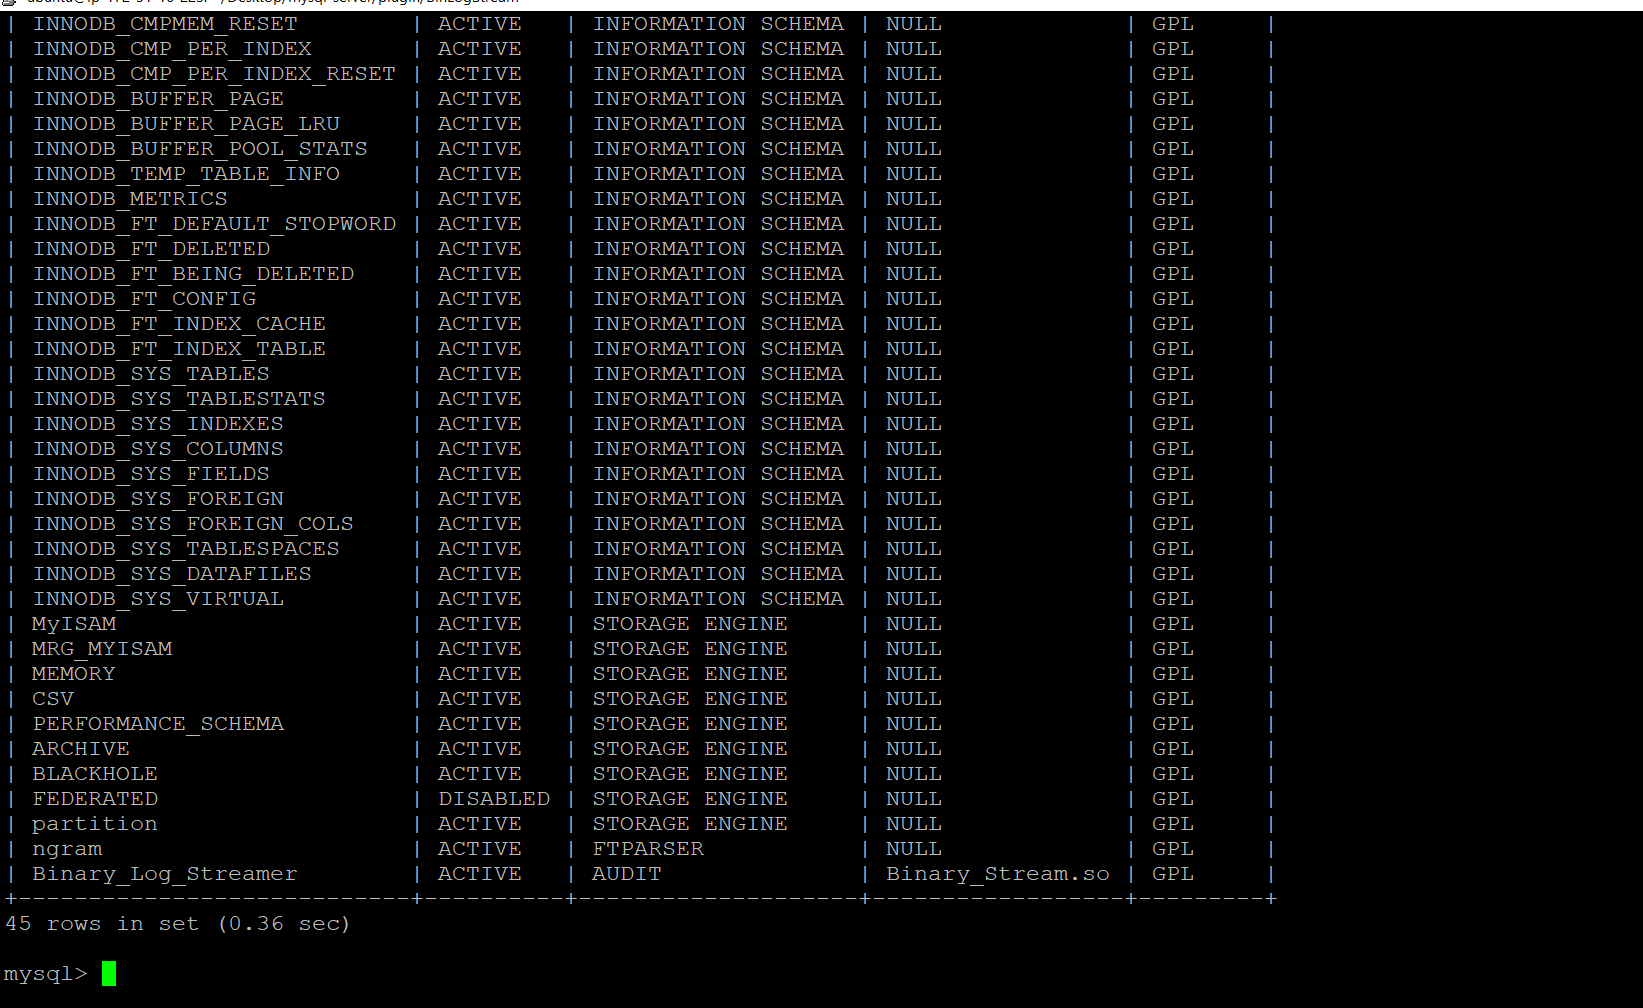 | INNODB_CMPMEM_RESET | ACTIVE | INFORMATION SCHEMA | NULL | GPL |
| INNODB_CMP_PER_INDEX | ACTIVE | INFORMATION SCHEMA | NULL | GPL |
| INNODB_CMP_PER_INDEX_RESET | ACTIVE | INFORMATION SCHEMA | NULL | GPL |
| INNODB_BUFFER_PAGE | ACTIVE | INFORMATION SCHEMA | NULL | GPL |
| INNODB_BUFFER_PAGE_LRU | ACTIVE | INFORMATION SCHEMA | NULL | GPL |
| INNODB_BUFFER_POOL_STATS | ACTIVE | INFORMATION SCHEMA | NULL | GPL |
| INNODB_TEMP_TABLE_INFO | ACTIVE | INFORMATION SCHEMA | NULL | GPL |
| INNODB_METRICS | ACTIVE | INFORMATION SCHEMA | NULL | GPL |
| INNODB_FT_DEFAULT_STOPWORD | ACTIVE | INFORMATION SCHEMA | NULL | GPL |
| INNODB_FT_DELETED | ACTIVE | INFORMATION SCHEMA | NULL | GPL |
| INNODB_FT_BEING_DELETED | ACTIVE | INFORMATION SCHEMA | NULL | GPL |
| INNODB_FT_CONFIG | ACTIVE | INFORMATION SCHEMA | NULL | GPL |
| INNODB_FT_INDEX_CACHE | ACTIVE | INFORMATION SCHEMA | NULL | GPL |
| INNODB_FT_INDEX_TABLE | ACTIVE | INFORMATION SCHEMA | NULL | GPL |
| INNODB_SYS_TABLES | ACTIVE | INFORMATION SCHEMA | NULL | GPL |
| INNODB_SYS_TABLESTATS | ACTIVE | INFORMATION SCHEMA | NULL | GPL |
| INNODB_SYS_INDEXES | ACTIVE | INFORMATION SCHEMA | NULL | GPL |
| INNODB_SYS_COLUMNS | ACTIVE | INFORMATION SCHEMA | NULL | GPL |
| INNODB_SYS_FIELDS | ACTIVE | INFORMATION SCHEMA | NULL | GPL |
| INNODB_SYS_FOREIGN | ACTIVE | INFORMATION SCHEMA | NULL | GPL |
| INNODB_SYS_FOREIGN_COLS | ACTIVE | INFORMATION SCHEMA | NULL | GPL |
| INNODB_SYS_TABLESPACES | ACTIVE | INFORMATION SCHEMA | NULL | GPL |
| INNODB_SYS_DATAFILES | ACTIVE | INFORMATION SCHEMA | NULL | GPL |
| INNODB_SYS_VIRTUAL | ACTIVE | INFORMATION SCHEMA | NULL | GPL |
| MyISAM | ACTIVE | STORAGE ENGINE | NULL | GPL |
| MRG_MYISAM | ACTIVE | STORAGE ENGINE | NULL | GPL |
| MEMORY | ACTIVE | STORAGE ENGINE | NULL | GPL |
| CSV | ACTIVE | STORAGE ENGINE | NULL | GPL |
| PERFORMANCE_SCHEMA | ACTIVE | STORAGE ENGINE | NULL | GPL |
| ARCHIVE | ACTIVE | STORAGE ENGINE | NULL | GPL |
| BLACKHOLE | ACTIVE | STORAGE ENGINE | NULL | GPL |
| FEDERATED | DISABLED | STORAGE ENGINE | NULL | GPL |
| partition | ACTIVE | STORAGE ENGINE | NULL | GPL |
| ngram | ACTIVE | FTPARSER | NULL | GPL |
| Binary_Log_Streamer | ACTIVE | AUDIT | Binary_Stream.so | GPL |
+----------------------------+----------+--------------------+------------------+---------+
45 rows in set (0.36 sec)
mysql>